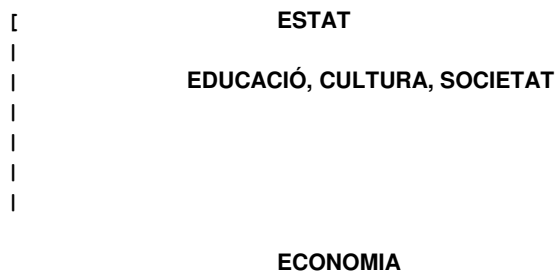 [ ESTAT
|
| EDUCACIÓ, CULTURA, SOCIETAT
|
|
|
|
ECONOMIA